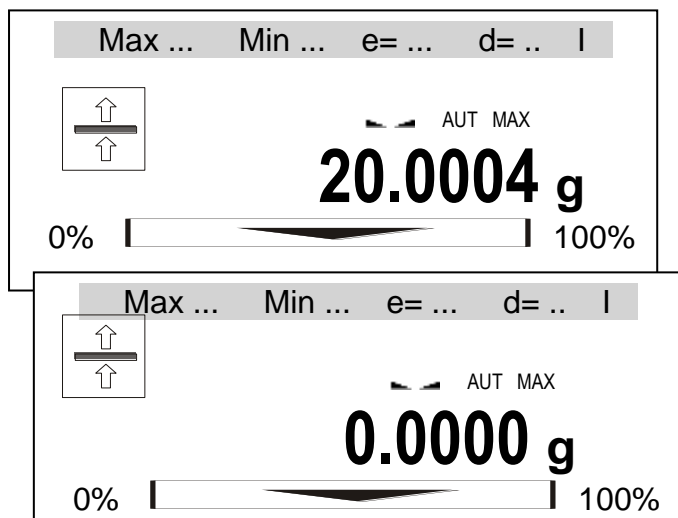 Max ... Min ... e= ... d= .. I
AUT MAX
20.0004 g
0% 100%
Max ... Min ... e= ... d= .. I
AUT MAX
0.0000 g
0% 100%